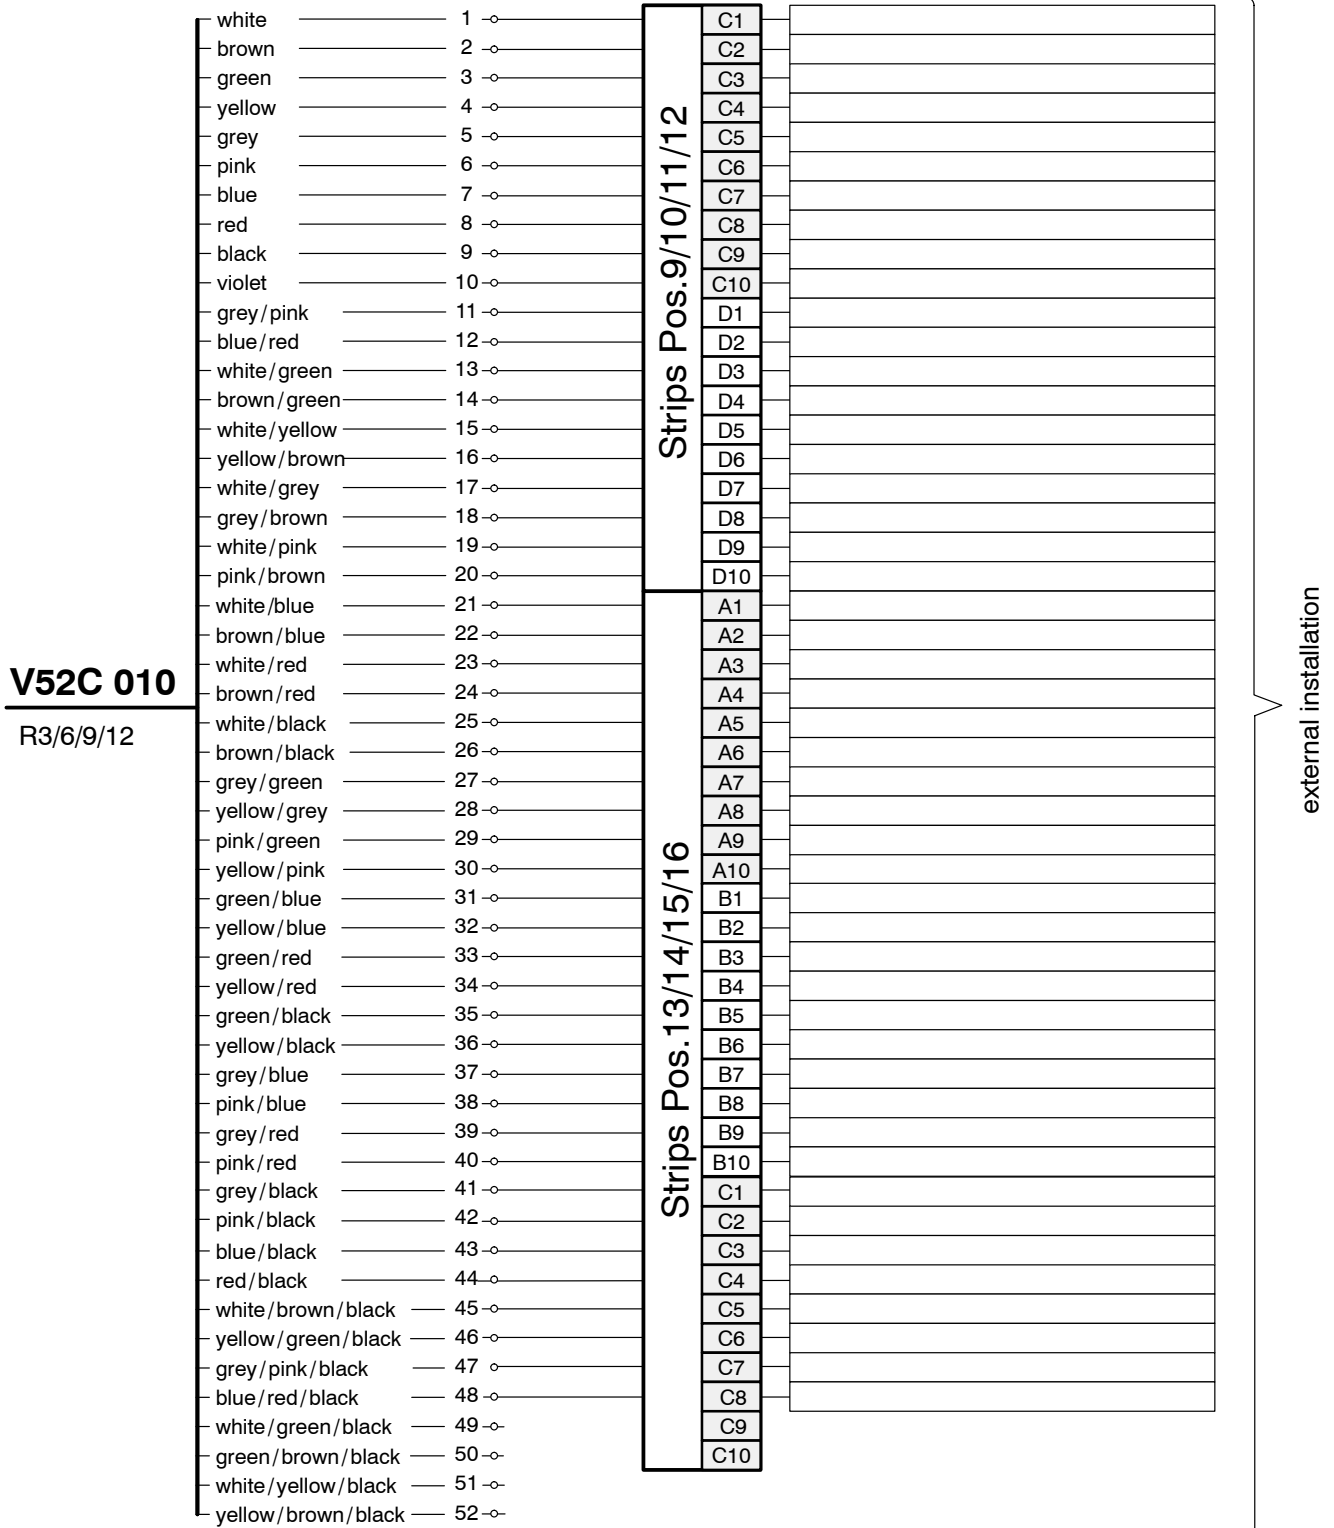 white 1 C1
brown 2 C2
green 3 C3
yellow 4 C4
grey 5 C5
pink 6 C6
blue 7 C7
red 8 C8
black 9 C9
violet 10 C10
grey/pink 11 D1
blue/red 12 D2
white/green 13 D3
brown/green 14 D4
white/yellow 15 D5
yellow/brown 16 D6
white/grey 17 D7
grey/brown 18 D8
white/pink 19 D9
pink/brown 20 D10
Strips Pos.9/10/11/12
white/blue 21 A1
brown/blue 22 A2
white/red 23 A3
brown/red 24 A4
white/black 25 A5
brown/black 26 A6
grey/green 27 A7
yellow/grey 28 A8
pink/green 29 A9
yellow/pink 30 A10
green/blue 31 B1
yellow/blue 32 B2
green/red 33 B3
yellow/red 34 B4
green/black 35 B5
yellow/black 36 B6
grey/blue 37 B7
pink/blue 38 B8
grey/red 39 B9
pink/red 40 B10
grey/black 41 C1
pink/black 42 C2
blue/black 43 C3
red/black 44 C4
white/brown/black 45 C5
yellow/green/black 46 C6
grey/pink/black 47 C7
blue/red/black 48 C8
white/green/black 49 C9
green/brown/black 50 C10
white/yellow/black 51
yellow/brown/black 52
Strips Pos.13/14/15/16
V52C 010
R3/6/9/12
external installation